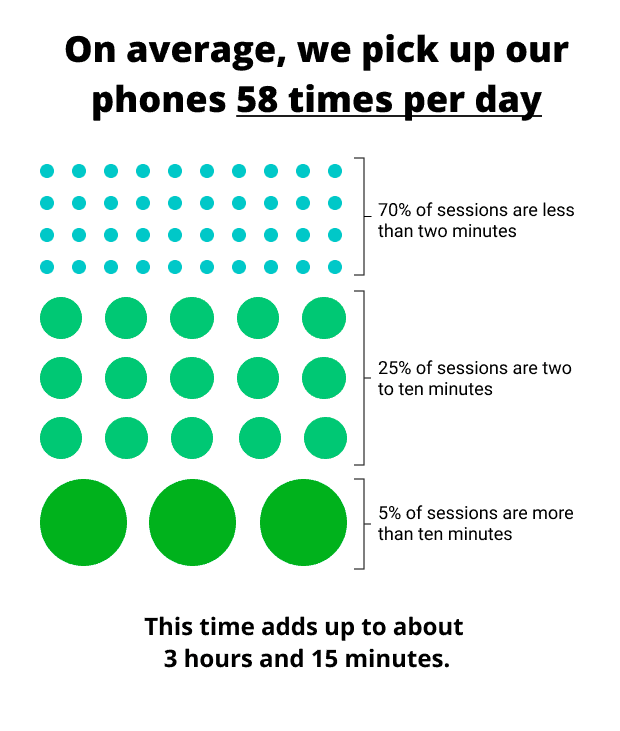 On average, we pick up our
phones 58 times per day
70% of sessions are less
than two minutes
25% of sessions are two
to ten minutes
5% of sessions are more
than ten minutes
This time adds up to about
3 hours and 15 minutes.